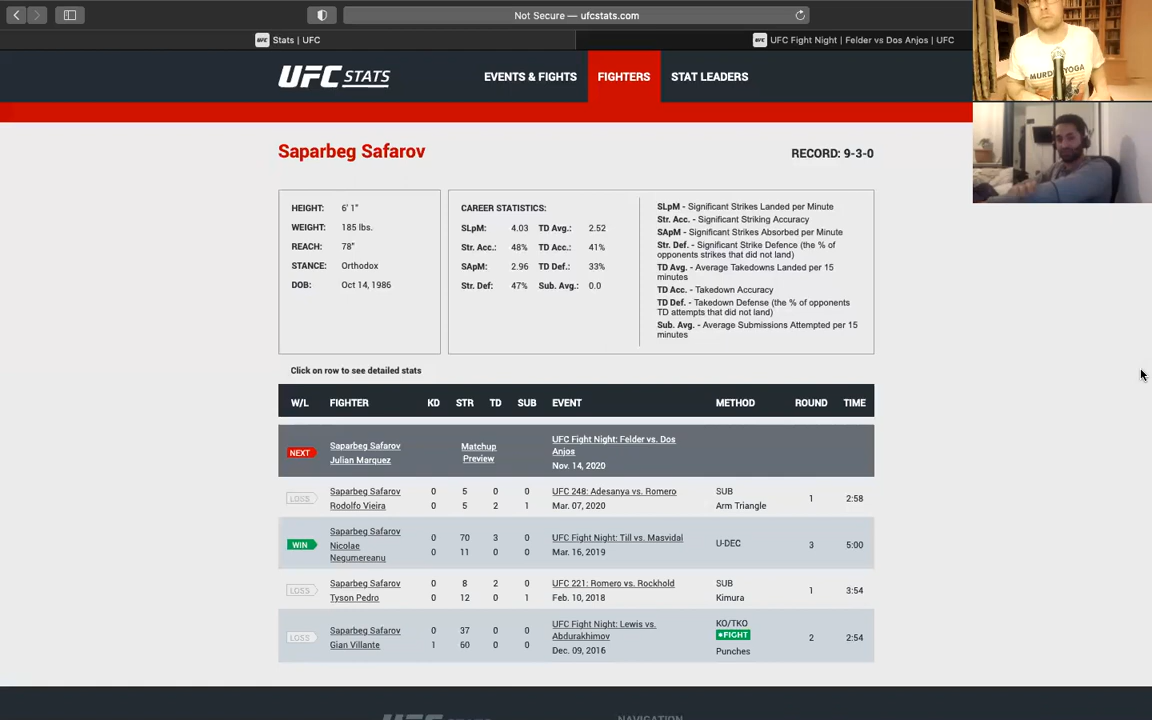 Not Secure — ufcstats.com
Stats | UFC
UFC Fight Night | Felder vs Dos Anjos | UFC
UFC STATS
EVENTS & FIGHTS
FIGHTERS
STAT LEADERS
MURDER YOGA
Saparbeg Safarov
RECORD: 9-3-0
HEIGHT: 6' 1"
WEIGHT: 185 lbs.
REACH: 78"
STANCE: Orthodox
DOB: Oct 14, 1986
CAREER STATISTICS:
SLpM: 4.03 TD Avg.: 2.52
Str. Acc.: 48% TD Acc.: 41%
SApM: 2.96 TD Def.: 33%
Str. Def: 47% Sub. Avg.: 0.0
SLpM - Significant Strikes Landed per Minute
Str. Acc. - Significant Striking Accuracy
SApM - Significant Strikes Absorbed per Minute
Str. Def. - Significant Strike Defence (the % of
opponents strikes that did not land)
TD Avg. - Average Takedowns Landed per 15
minutes
TD Acc. - Takedown Accuracy
TD Def. - Takedown Defense (the % of opponents
TD attempts that did not land)
Sub. Avg. - Average Submissions Attempted per 15
minutes
Click on row to see detailed stats
W/L FIGHTER KD STR TD SUB EVENT METHOD ROUND TIME
NEXT
Saparbeg Safarov
Julian Marquez
Matchup
Preview
UFC Fight Night: Felder vs. Dos
Anjos
Nov. 14, 2020
LOSS
Saparbeg Safarov 0 5 0 0 UFC 248: Adesanya vs. Romero SUB
Rodolfo Vieira 0 5 2 1 Mar. 07, 2020 Arm Triangle
1 2:58
WIN
Saparbeg Safarov 0 70 3 0 UFC Fight Night: Till vs. Masvidal
Nicolae
Negumereanu
0 11 0 0 Mar. 16, 2019
U-DEC 3 5:00
LOSS
Saparbeg Safarov 0 8 2 0 UFC 221: Romero vs. Rockhold SUB
Tyson Pedro 0 12 0 1 Feb. 10, 2018 Kimura
1 3:54
LOSS
Saparbeg Safarov 0 37 0 0 UFC Fight Night: Lewis vs.
Abdurakhimov
Gian Villante 1 60 0 0 Dec. 09, 2016
KO/TKO
FIGHT
Punches
2 2:54
UFC STATS
NAVIGATION